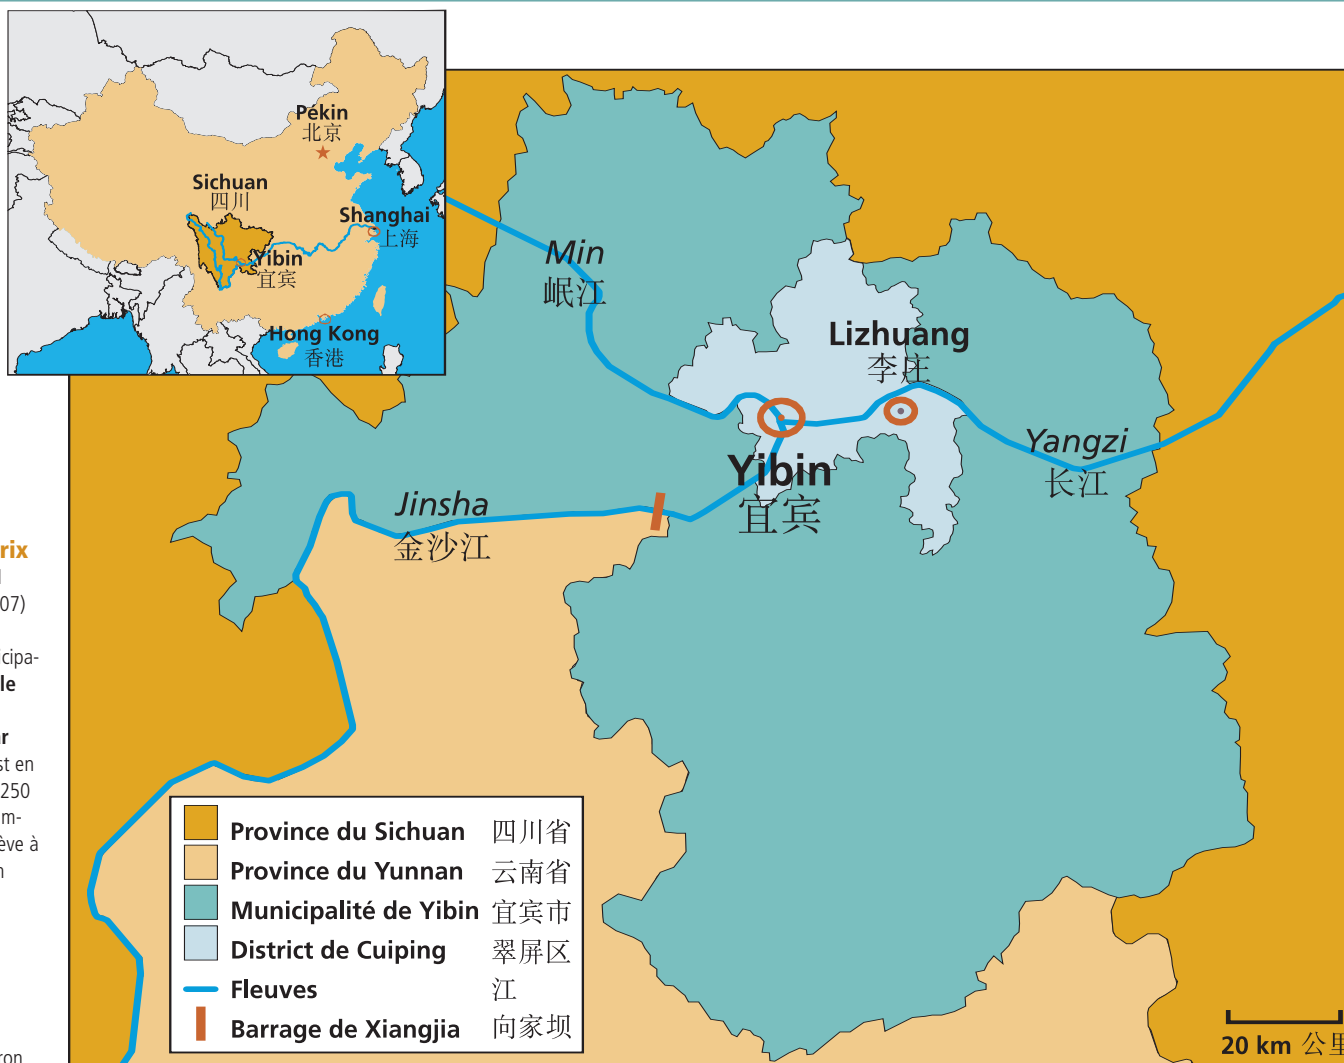 Pékin
北京
Sichuan
四川
Shanghai
上海
Yibin
宜宾
Hong Kong
香港
Min
岷江
Lizhuang
李庄
Yangzi
长江
Yibin
宜宾
Jinsha
金沙江
rix
07)
icipa-
le
r
st en
250
m-
ève à
n
ron
Province du Sichuan 四川省
Province du Yunnan 云南省
Municipalité de Yibin 宜宾市
District de Cuiping 翠屏区
Fleuves 江
Barrage de Xiangjia 向家坝
20 km 公里